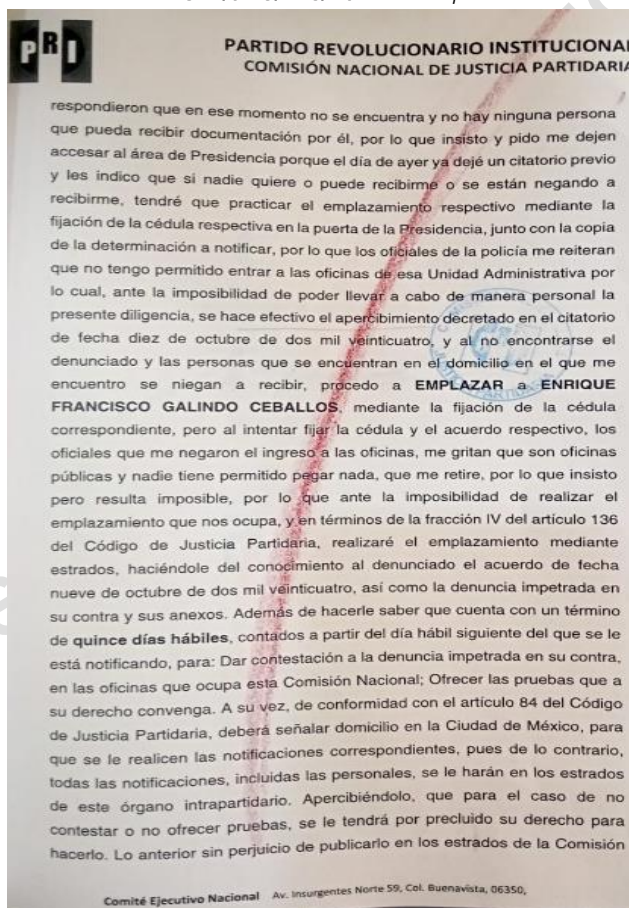 PRI
PARTIDO REVOLUCIONARIO INSTITUCIONAL
COMISIÓN NACIONAL DE JUSTICIA PARTIDARIA
respondieron que en ese momento no se encuentra y no hay ninguna persona
que pueda recibir documentación por él, por lo que insisto y pido me dejen
accesar al área de Presidencia porque el día de ayer ya dejé un citatorio previo
y les indico que si nadie quiere o puede recibirme o se están negando a
recibirme, tendré que practicar el emplazamiento respectivo mediante la
fijación de la cédula respectiva en la puerta de la Presidencia, junto con la copia
de la determinación a notificar, por lo que los oficiales de la policía me reiteran
que no tengo permitido entrar a las oficinas de esa Unidad Administrativa por
lo cual, ante la imposibilidad de poder llevar a cabo de manera personal la
presente diligencia, se hace efectivo el apercibimiento decretado en el citatorio
de fecha diez de octubre de dos mil veinticuatro, y al no encontrarse el
denunciado y las personas que se encuentran en el domicilio en el que me
encuentro se niegan a recibir, procedo a EMPLAZAR a ENRIQUE
FRANCISCO GALINDO CEBALLOS, mediante la fijación de la cédula
correspondiente, pero al intentar fijar la cédula y el acuerdo respectivo, los
oficiales que me negaron el ingreso a las oficinas, me gritan que son oficinas
públicas y nadie tiene permitido pegar nada, que me retire, por lo que insisto
pero resulta imposible, por lo que ante la imposibilidad de realizar el
emplazamiento que nos ocupa, y en términos de la fracción IV del artículo 136
del Código de Justicia Partidaria, realizaré el emplazamiento mediante
estrados, haciéndole del conocimiento al denunciado el acuerdo de fecha
nueve de octubre de dos mil veinticuatro, así como la denuncia impetrada en
su contra y sus anexos. Además de hacerle saber que cuenta con un término
de quince días hábiles, contados a partir del día hábil siguiente del que se le
está notificando, para: Dar contestación a la denuncia impetrada en su contra,
en las oficinas que ocupa esta Comisión Nacional; Ofrecer las pruebas que a
su derecho convenga. A su vez, de conformidad con el artículo 84 del Código
de Justicia Partidaria, deberá señalar domicilio en la Ciudad de México, para
que se le realicen las notificaciones correspondientes, pues de lo contrario,
todas las notificaciones, incluidas las personales, se le harán en los estrados
de este órgano intrapartidario. Apercibiéndolo, que para el caso de no
contestar o no ofrecer pruebas, se le tendrá por precluido su derecho para
hacerlo. Lo anterior sin perjuicio de publicarlo en los estrados de la Comisión
Comité Ejecutivo Nacional Av. Insurgentes Norte 59, Col. Buenavista, 06350,